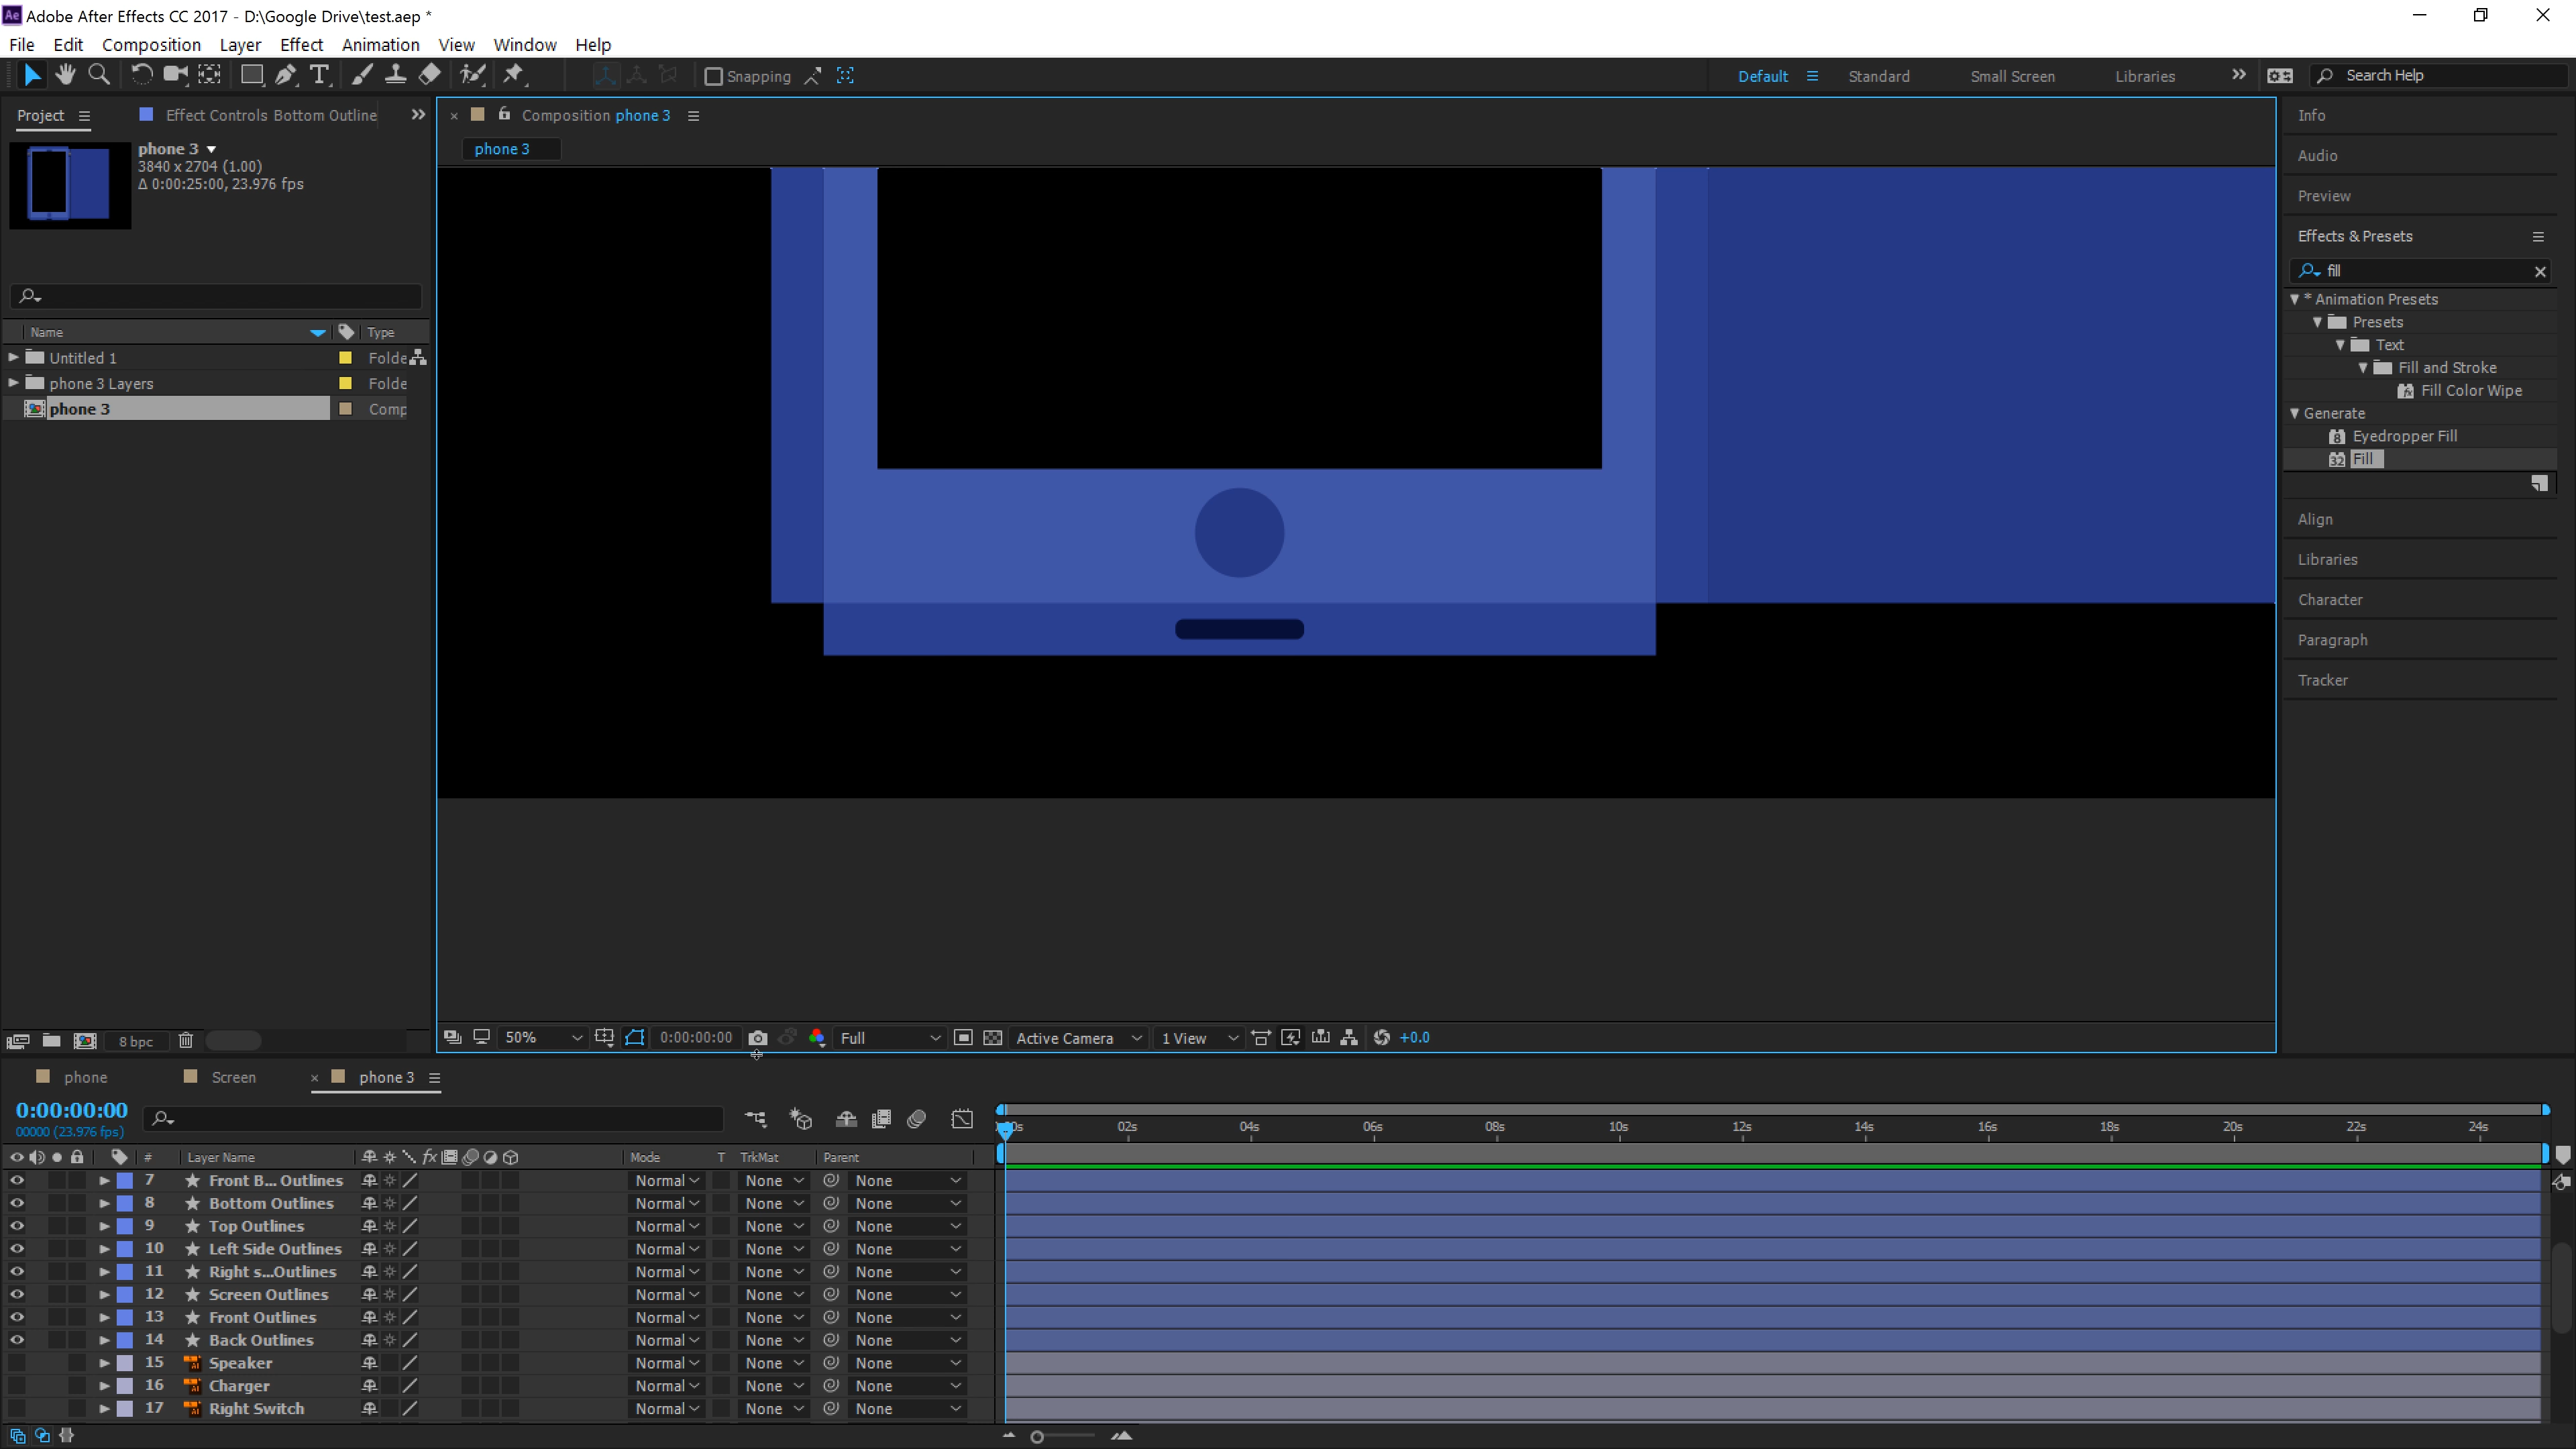 Ae Adobe After Effects CC 2017 - D:\Google Drive\test.aep *
File Edit Composition Layer Effect Animation View Window Help
T Snapping Default Standard Small Screen Libraries Search Help
Project Effect Controls Bottom Outline
Composition phone 3
phone 3
phone 3
3840 x 2704 (1.00)
Δ 0:00:25:00, 23.976 fps
Name Type
Untitled 1 Folde
phone 3 Layers Folde
phone 3 Comp
Info
Audio
Preview
Effects & Presets
fill
* Animation Presets
Presets
Text
Fill and Stroke
Fill Color Wipe
Generate
8 Eyedropper Fill
32 Fill
Align
Libraries
Character
Paragraph
Tracker
8 bpc
50% 0:00:00:00 Full Active Camera 1 View +0.0
phone Screen phone 3
0:00:00:00
00000 (23.976 fps)
02s 04s 06s 08s 10s 12s 14s 16s 18s 20s 22s 24s
# Layer Name fx Mode T TrkMat Parent
7 Front B... Outlines Normal None None
8 Bottom Outlines Normal None None
9 Top Outlines Normal None None
10 Left Side Outlines Normal None None
11 Right s...Outlines Normal None None
12 Screen Outlines Normal None None
13 Front Outlines Normal None None
14 Back Outlines Normal None None
15 Speaker Normal None None
16 Charger Normal None None
17 Right Switch Normal None None